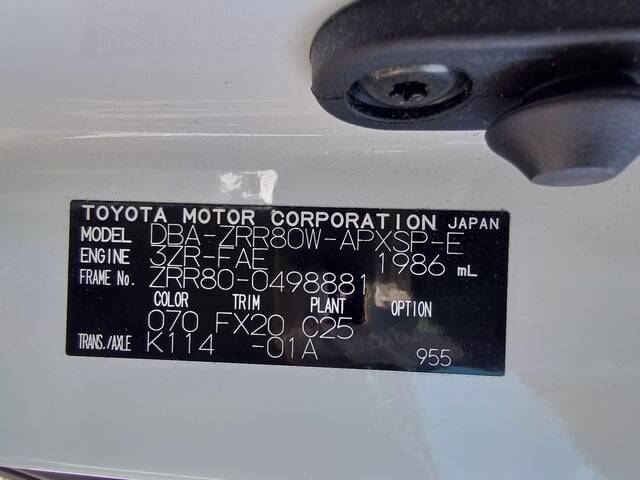 TOYOTA MOTOR CORPORATION JAPAN
MODEL DBA-ZRR80W-APXSP-E
ENGINE 3ZR-FAE 1986 mL
FRAME No. ZRR80-0498881
COLOR TRIM PLANT OPTION
070 FX20 C25
TRANS./AXLE K114 -01A 955